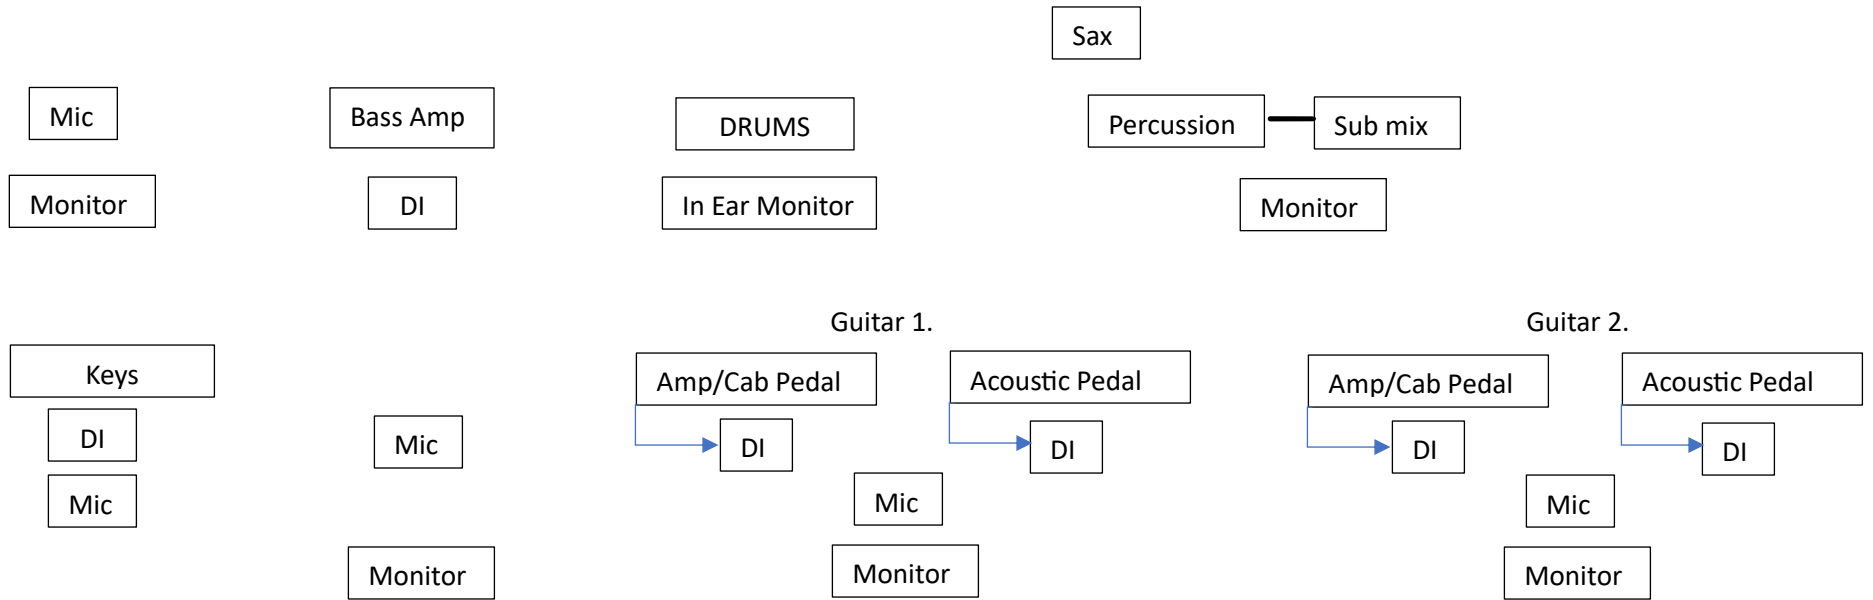 Sax
Mic
Bass Amp
DRUMS
Percussion
Sub mix
Monitor
DI
In Ear Monitor
Monitor
Guitar 1.
Guitar 2.
Keys
Amp/Cab Pedal
Acoustic Pedal
Amp/Cab Pedal
Acoustic Pedal
DI
Mic
DI
DI
DI
DI
Mic
Mic
Mic
Monitor
Monitor
Monitor